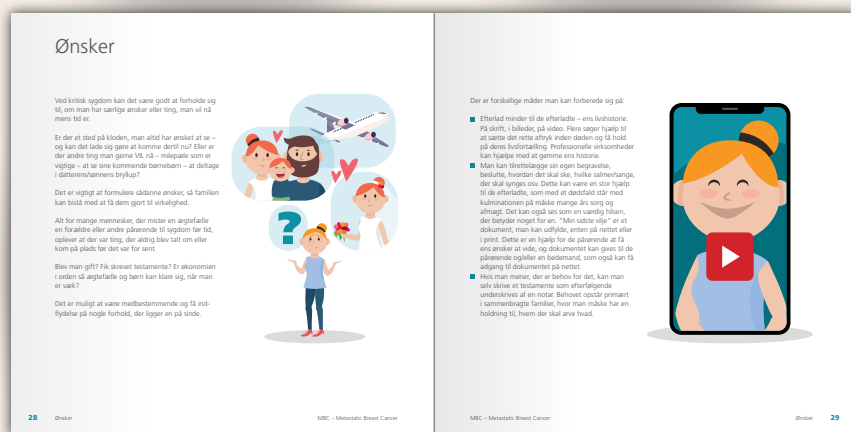 Ønsker
Ved kritisk sygdom kan det være godt at forholde sig
til, om man har særlige ønsker eller ting, man vil nå
mens tid er.
Er der et sted på kloden, man altid har ønsket at se –
og kan det lade sig gøre at komme dertil nu? Eller er
der andre ting man gerne VIL nå – milepæle som er
vigtige – at se sine kommende børnebørn – at deltage
i datterens/sønnens bryllup?
Det er vigtigt at formulere sådanne ønsker, så familien
kan bistå med at få dem gjort til virkelighed.
Alt for mange mennesker, der mister en ægtefælle
en forældre eller andre pårørende til sygdom før tid,
oplever at der var ting, der aldrig blev talt om eller
kom på plads før det var for sent.
Blev man gift? Fik skrevet testamente? Er økonomien
i orden så ægtefælle og børn kan klare sig, når man
er væk?
Det er muligt at være medbestemmende og få ind-
flydelse på nogle forhold, der ligger en på sinde.
?
28 Ønsker MBC – Metastatic Breast Cancer
Der er forskellige måder man kan forberede sig på:
Efterlad minder til de efterladte – ens livshistorie.
På skrift, i billeder, på video. Flere søger hjælp til
at sætte det rette aftryk inden døden og få hold
på deres livsfortælling. Professionelle virksomheder
kan hjælpe med at gemme ens historie.
Man kan tilrettelægge sin egen begravelse,
beslutte, hvordan det skal ske, hvilke salmer/sange,
der skal synges osv. Dette kan være en stor hjælp
til de efterladte, som med et dødsfald står med
kulminationen på måske mange års sorg og
afmagt. Det kan også ses som en værdig hilsen,
der betyder noget for en. "Min sidste vilje" er et
dokument, man kan udfylde, enten på nettet eller
i print. Dette er en hjælp for de pårørende at få
ens ønsker at vide, og dokumentet kan gives til de
pårørende og/eller en bedemand, som også kan få
adgang til dokumentet på nettet.
Hvis man mener, der er behov for det, kan man
selv skrive et testamente som efterfølgende
underskrives af en notar. Behovet opstår primært
i sammenbragte familier, hvor man måske har en
holdning til, hvem der skal arve hvad.
MBC – Metastatic Breast Cancer Ønsker 29